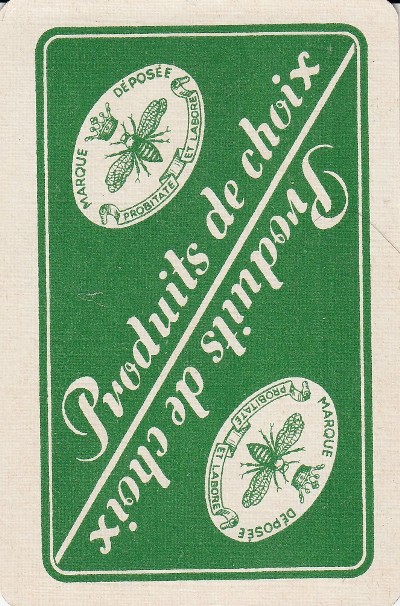 MARQUE DÉPOSÉE
PROBITATE ET LABORE
Produits de choix
Produits de choix
MARQUE DÉPOSÉE
PROBITATE ET LABORE